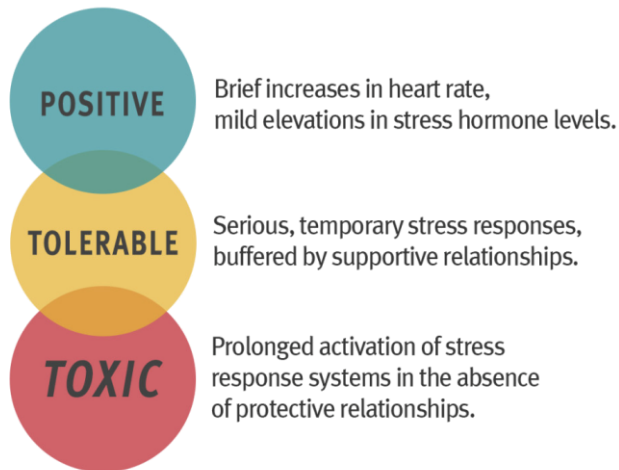 POSITIVE
Brief increases in heart rate,
mild elevations in stress hormone levels.
TOLERABLE
Serious, temporary stress responses,
buffered by supportive relationships.
TOXIC
Prolonged activation of stress
response systems in the absence
of protective relationships.